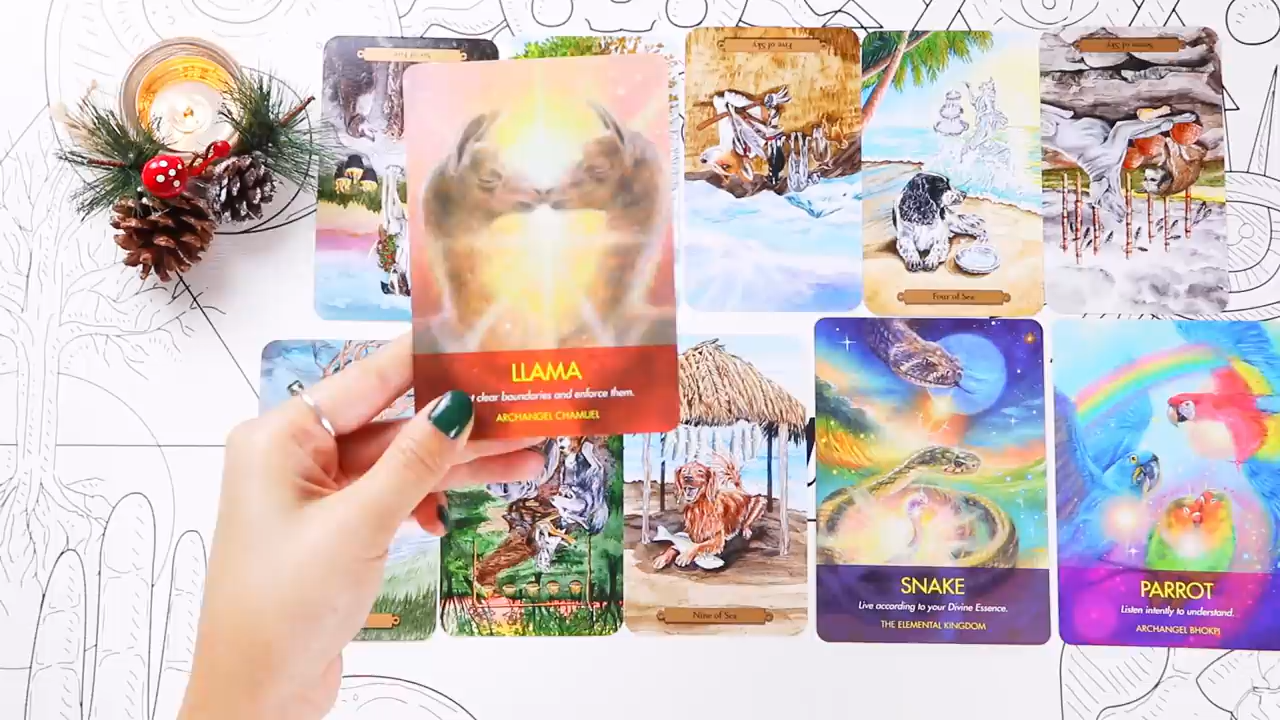 Five of Sky
Four of Sea
Seven of Sky
LLAMA
t clear boundaries and enforce them.
ARCHANGEL CHAMUEL
Nine of Sea
SNAKE
Live according to your Divine Essence.
THE ELEMENTAL KINGDOM
PARROT
Listen intently to understand.
ARCHANGEL BHOKPJ